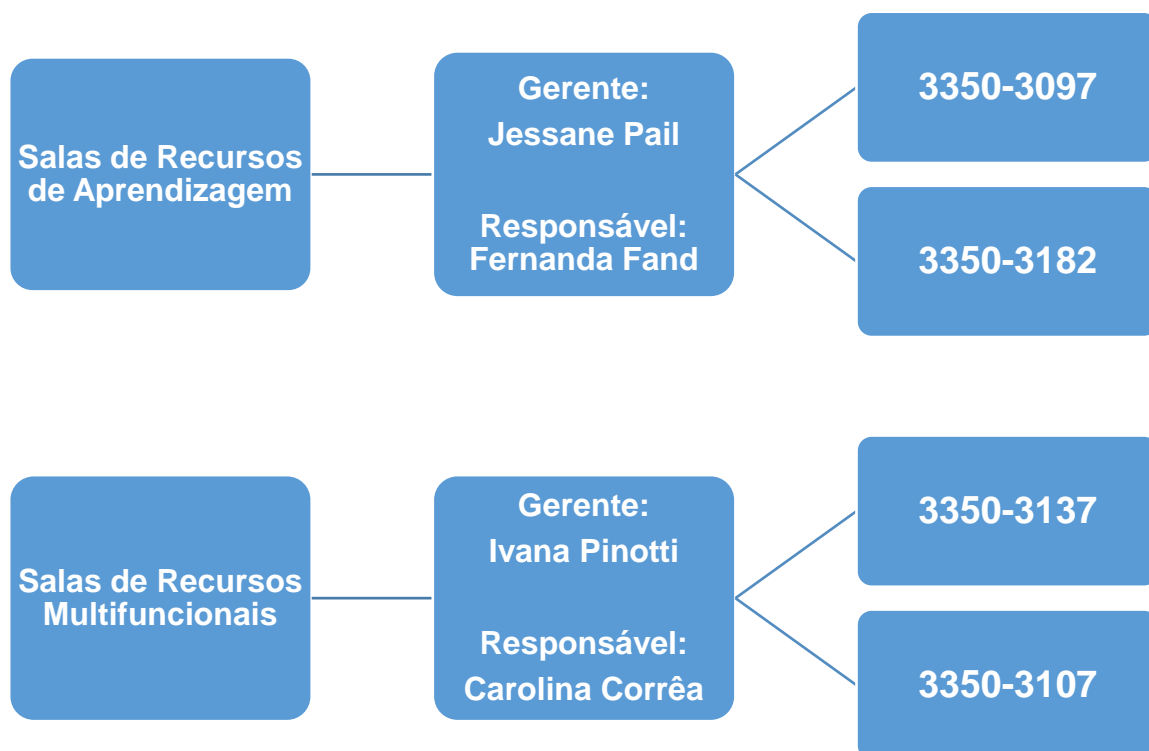 Salas de Recursos
de Aprendizagem
Gerente:
Jessane Pail
Responsável:
Fernanda Fand
3350-3097
3350-3182
Salas de Recursos
Multifuncionais
Gerente:
Ivana Pinotti
Responsável:
Carolina Corrêa
3350-3137
3350-3107